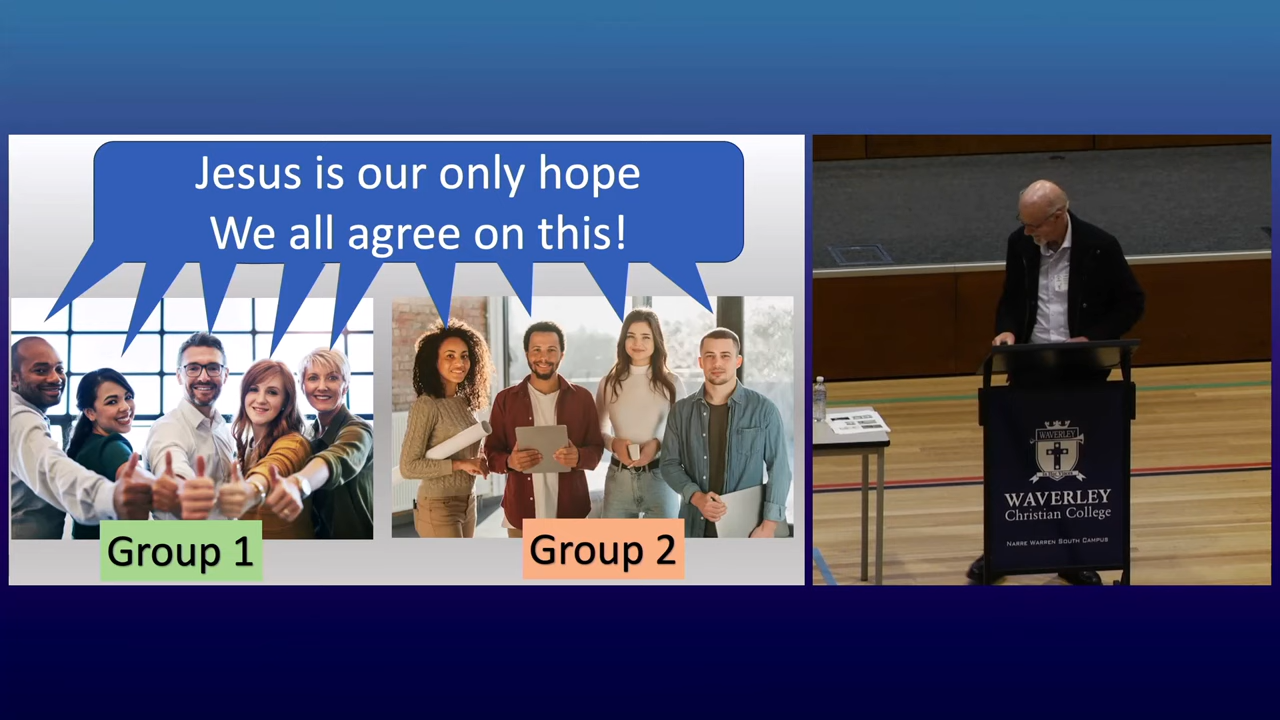 Jesus is our only hope
We all agree on this!
Group 1
Group 2
WAVERLEY
WAVERLEY
Christian College
NARRE WARREN SOUTH CAMPUS